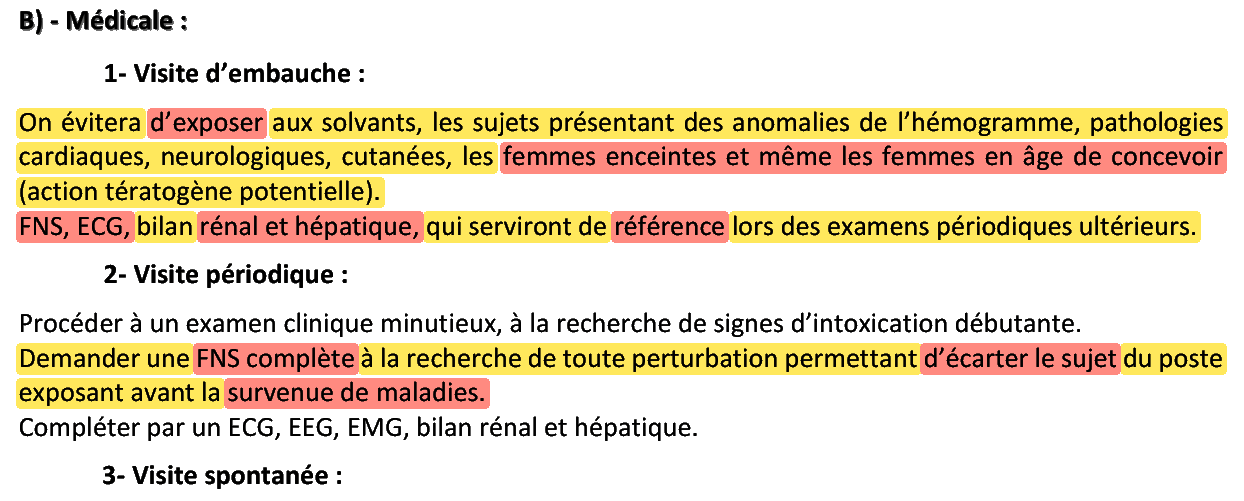 B) - Médicale :
1- Visite d’embauche :
On évitera d’exposer aux solvants, les sujets présentant des anomalies de l’hémogramme, pathologies
cardiaques, neurologiques, cutanées, les femmes enceintes et même les femmes en âge de concevoir
(action tératogène potentielle).
FNS, ECG, bilan rénal et hépatique, qui serviront de référence lors des examens périodiques ultérieurs.
2- Visite périodique :
Procéder à un examen clinique minutieux, à la recherche de signes d’intoxication débutante.
Demander une FNS complète à la recherche de toute perturbation permettant d’écarter le sujet du poste
exposant avant la survenue de maladies.
Compléter par un ECG, EEG, EMG, bilan rénal et hépatique.
3- Visite spontanée :